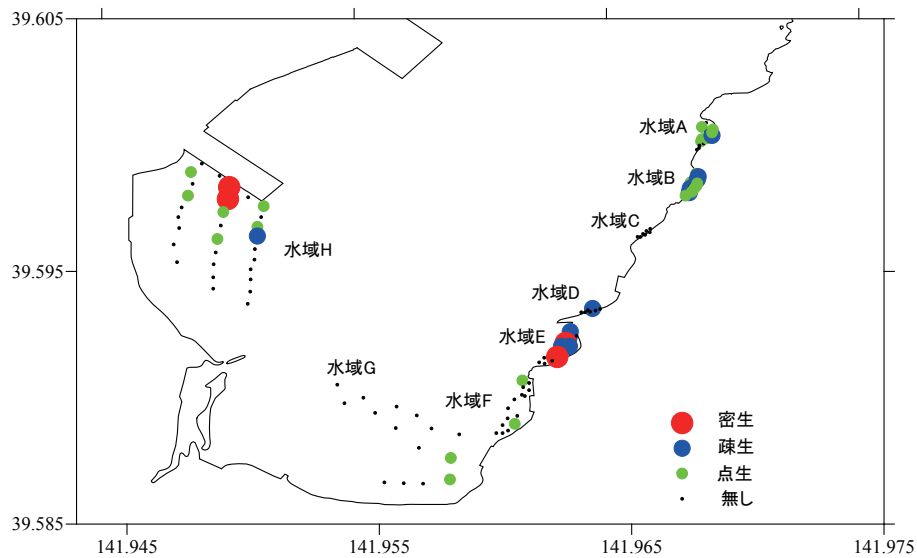 39.605
水域A
水域B
水域C
水域H
39.595
水域D
水域E
水域G
水域F
密生
疎生
点生
無し
39.585
141.945
141.955
141.965
141.975